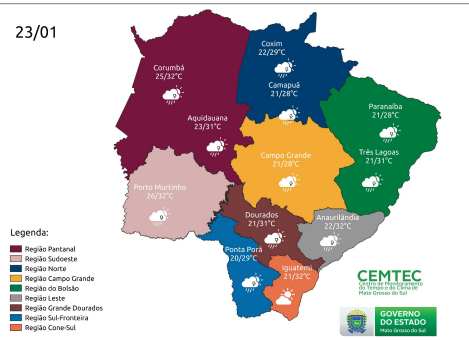 23/01
Coxim
22/29°C
Corumbá
25/32°C
Camapuã
21/28°C
Paranaíba
21/28°C
Aquidauana
23/31°C
Três Lagoas
21/31°C
Campo Grande
21/28°C
Porto Murtinho
26/32°C
Dourados
21/31°C
Anaurilândia
22/32°C
Ponta Porã
20/29°C
Iguatemi
21/32°C
Legenda:
Região Pantanal
Região Sudoeste
Região Norte
Região Campo Grande
Região do Bolsão
Região Leste
Região Grande Dourados
Região Sul-Fronteira
Região Cone-Sul
CEMTEC
Centro de Monitoramento
do Tempo e do Clima de
Mato Grosso do Sul
GOVERNO
DO ESTADO
Mato Grosso do Sul